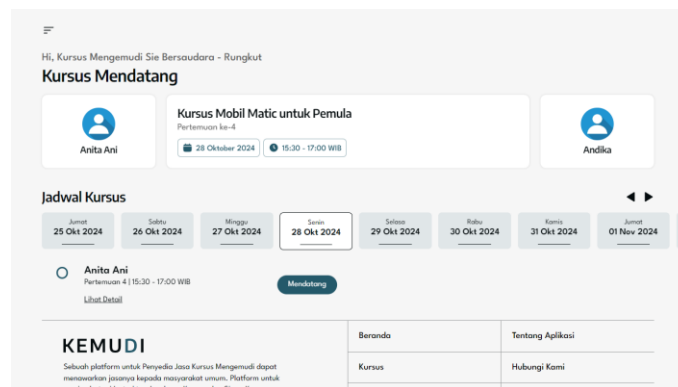 Hi, Kursus Mengemudi Sie Bersaudara - Rungkut
Kursus Mendatang
Anita Ani
Kursus Mobil Matic untuk Pemula
Pertemuan ke-4
28 Oktober 2024
15:30 - 17:00 WIB
Andika
Jadwal Kursus
Jumat
25 Okt 2024
Sabtu
26 Okt 2024
Minggu
27 Okt 2024
Senin
28 Okt 2024
Selasa
29 Okt 2024
Rabu
30 Okt 2024
Kamis
31 Okt 2024
Jumat
01 Nov 2024
Anita Ani
Pertemuan 4 | 15:30 - 17:00 WIB
Lihat Detail
Mendatang
KEMUDI
Sebuah platform untuk Penyedia Jasa Kursus Mengemudi dapat
menawarkan jasanya kepada masyarakat umum. Platform untuk
Beranda
Tentang Aplikasi
Kursus
Hubungi Kami